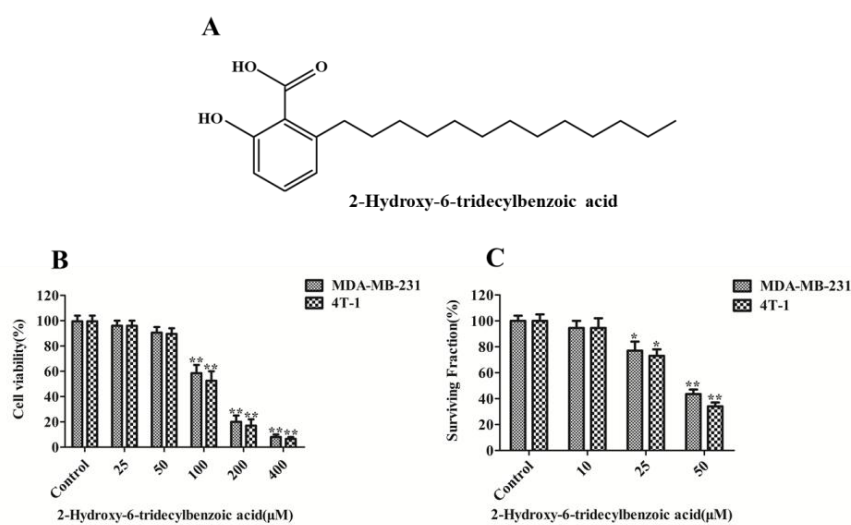 A
HO
O
HO
2-Hydroxy-6-tridecylbenzoic acid
B
MDA-MB-231
4T-1
120
100
80
60
40
20
0
Cell viability(%)
** **
** **
** **
Control
25
50
100
200
400
2-Hydroxy-6-tridecylbenzoic acid(μM)
C
MDA-MB-231
4T-1
120
100
80
60
40
20
0
Surviving Fraction(%)
* *
** **
Control
10
25
50
2-Hydroxy-6-tridecylbenzoic acid(μM)